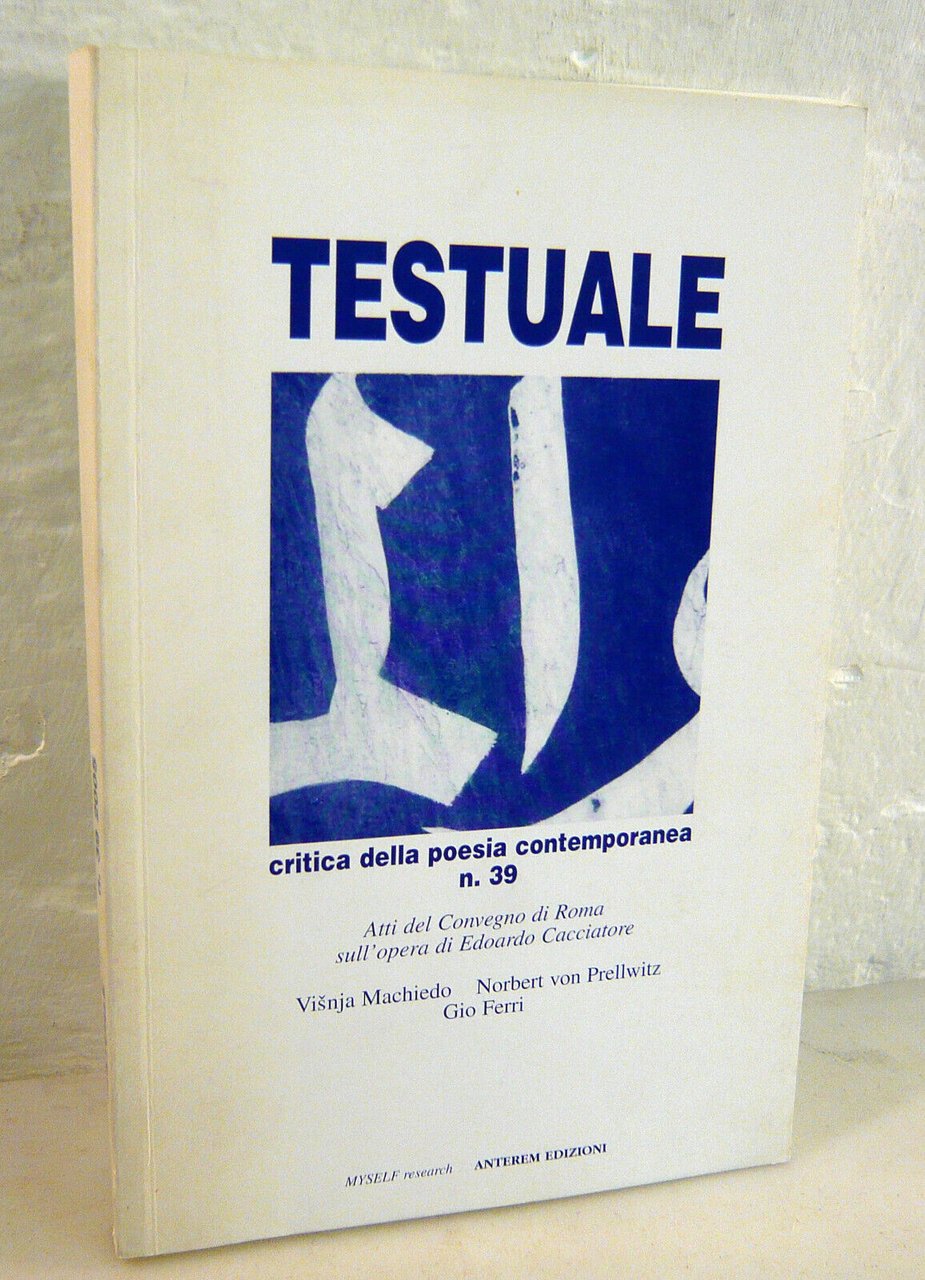 TESTUALE
critica della poesia contemporanea
n. 39
Atti del Convegno di Roma
sull'opera di Edoardo Cacciatore
Višnja Machiedo Norbert von Prellwitz
Gio Ferri
MYSELF research ANTEREM EDIZIONI